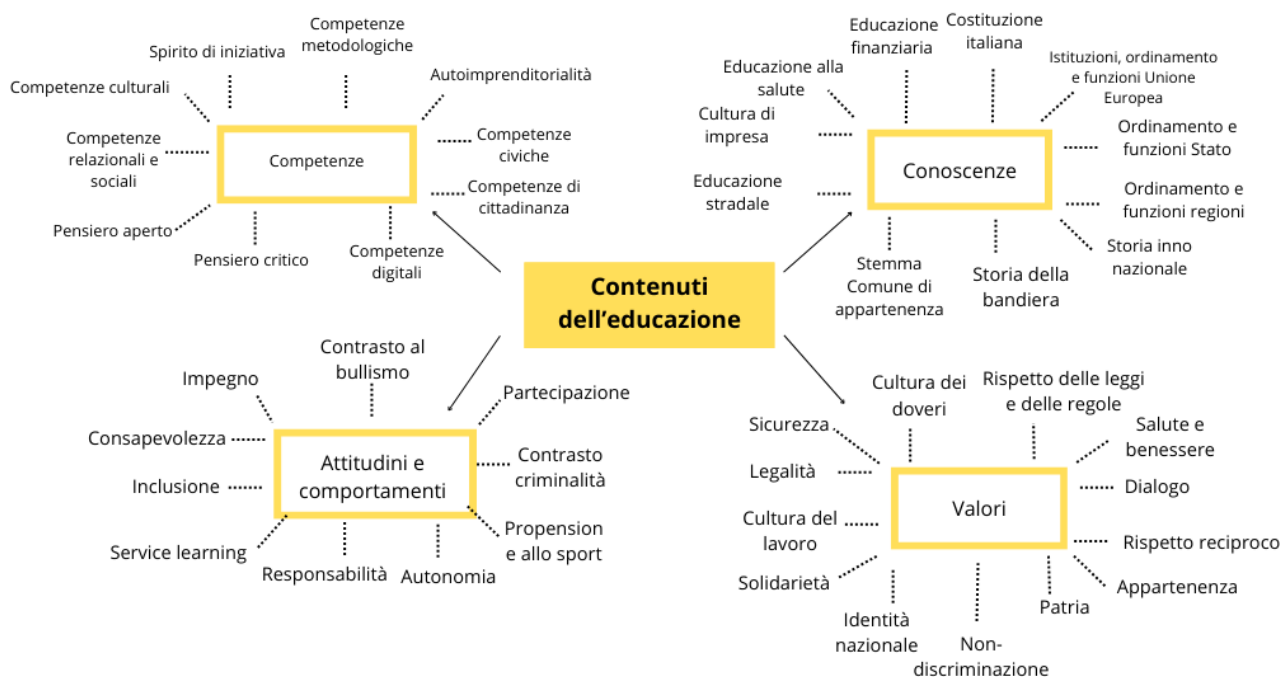 Competenze
metodologiche
Spirito di iniziativa
Autoimprenditorialità
Competenze culturali
Competenze
relazionali e
sociali
Competenze
Competenze
civiche
Competenze di
cittadinanza
Pensiero aperto
Pensiero critico
Competenze
digitali
Educazione
finanziaria
Costituzione
italiana
Educazione alla
salute
Istituzioni, ordinamento
e funzioni Unione
Europea
Cultura di
impresa
Ordinamento e
funzioni Stato
Conoscenze
Educazione
stradale
Ordinamento e
funzioni regioni
Stemma
Comune di
appartenenza
Storia della
bandiera
Storia inno
nazionale
Contenuti
dell'educazione
Contrasto al
bullismo
Impegno
Partecipazione
Consapevolezza
Attitudini e
comportamenti
Contrasto
criminalità
Inclusione
Service learning
Responsabilità
Autonomia
Propension
e allo sport
Cultura dei
doveri
Rispetto delle leggi
e delle regole
Sicurezza
Salute e
benessere
Legalità
Dialogo
Valori
Cultura del
lavoro
Rispetto reciproco
Solidarietà
Appartenenza
Identità
nazionale
Non-
discriminazione
Patria